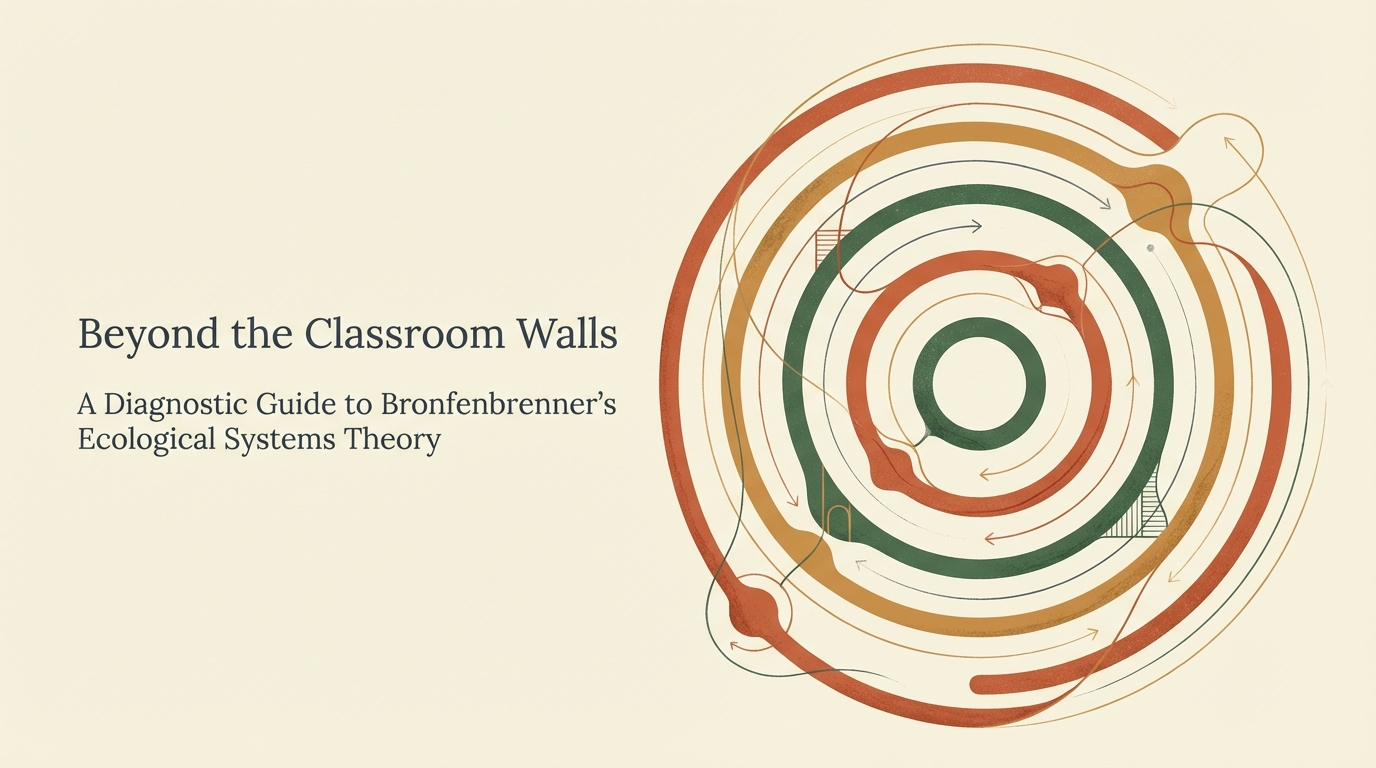 Beyond the Classroom Walls
A Diagnostic Guide to Bronfenbrenner’s
Ecological Systems Theory